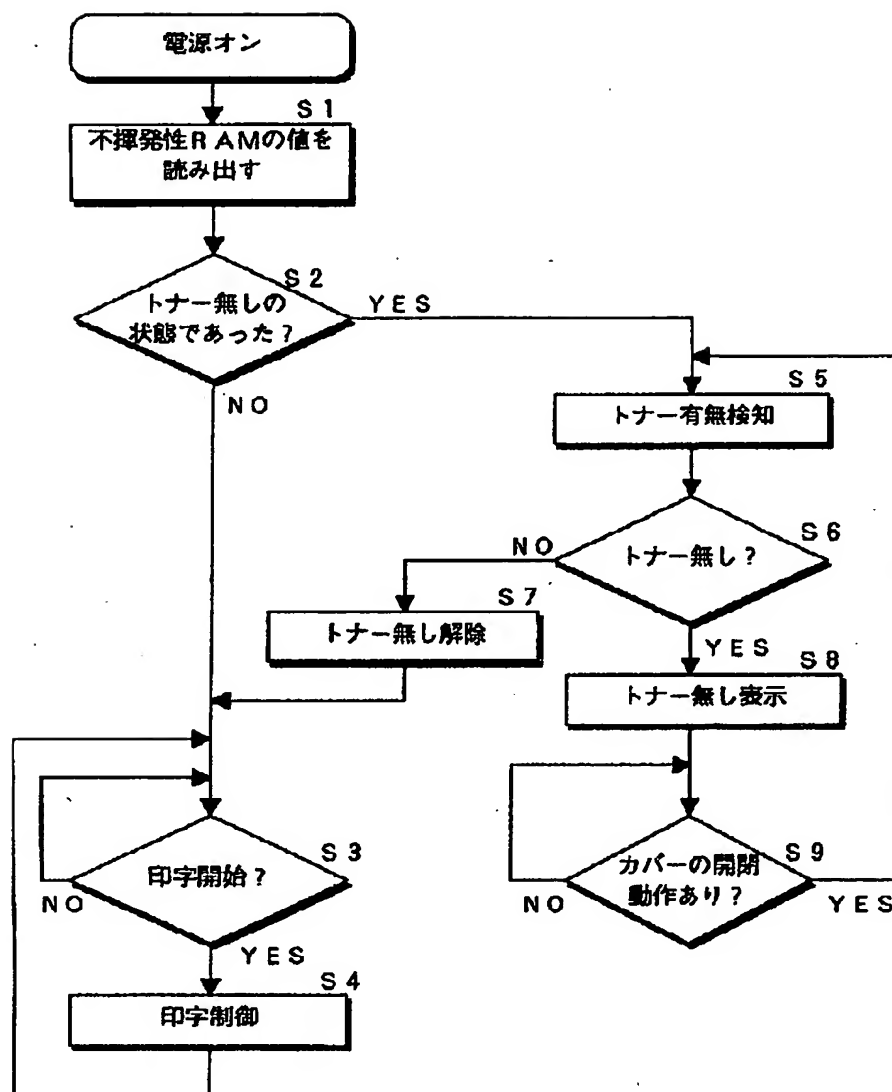 電源オン
S1
不揮発性RAMの値を
読み出す
S2
トナー無しの
状態であった?
YES
NO
S5
トナー有無検知
S6
トナー無し?
NO
S7
トナー無し解除
YES
S8
トナー無し表示
S3
印字開始?
NO
YES
S9
カバーの開閉
動作あり?
NO
YES
S4
印字制御